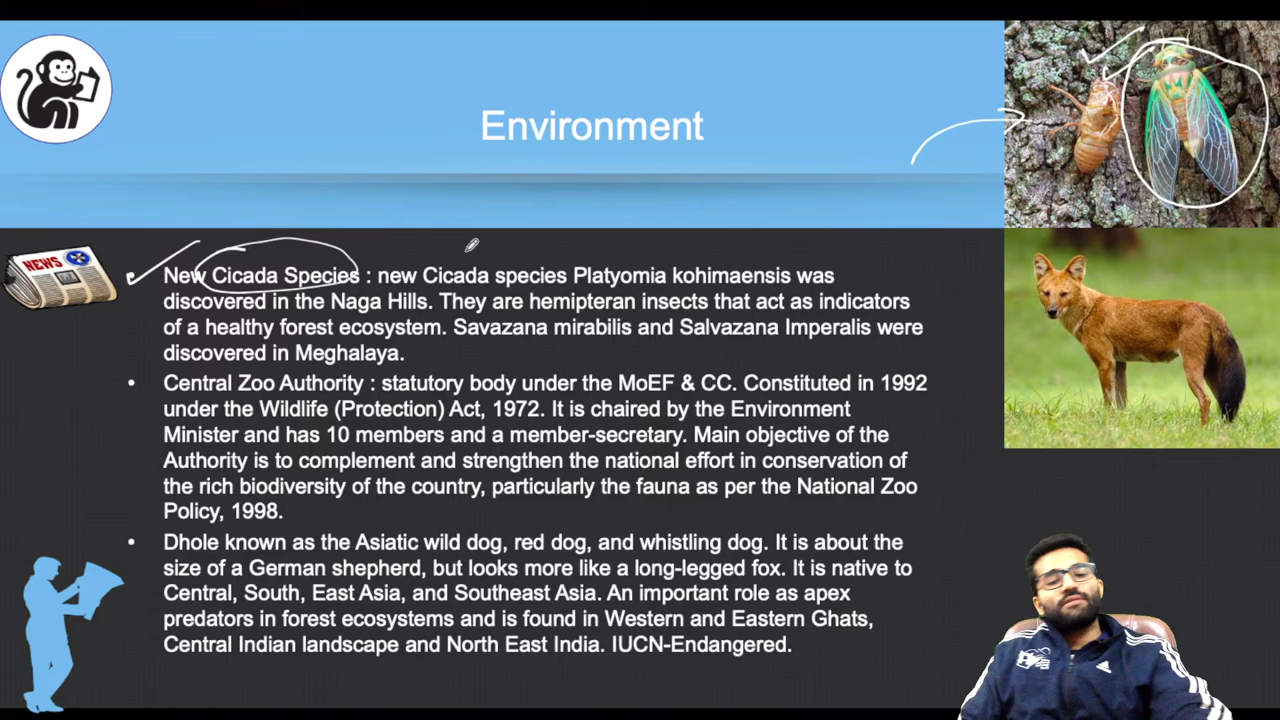 Environment
NEWS
New Cicada Species : new Cicada species Platyomia kohimaensis was
discovered in the Naga Hills. They are hemipteran insects that act as indicators
of a healthy forest ecosystem. Savazana mirabilis and Salvazana Imperalis were
discovered in Meghalaya.
• Central Zoo Authority : statutory body under the MoEF & CC. Constituted in 1992
under the Wildlife (Protection) Act, 1972. It is chaired by the Environment
Minister and has 10 members and a member-secretary. Main objective of the
Authority is to complement and strengthen the national effort in conservation of
the rich biodiversity of the country, particularly the fauna as per the National Zoo
Policy, 1998.
• Dhole known as the Asiatic wild dog, red dog, and whistling dog. It is about the
size of a German shepherd, but looks more like a long-legged fox. It is native to
Central, South, East Asia, and Southeast Asia. An important role as apex
predators in forest ecosystems and is found in Western and Eastern Ghats,
Central Indian landscape and North East India. IUCN-Endangered.